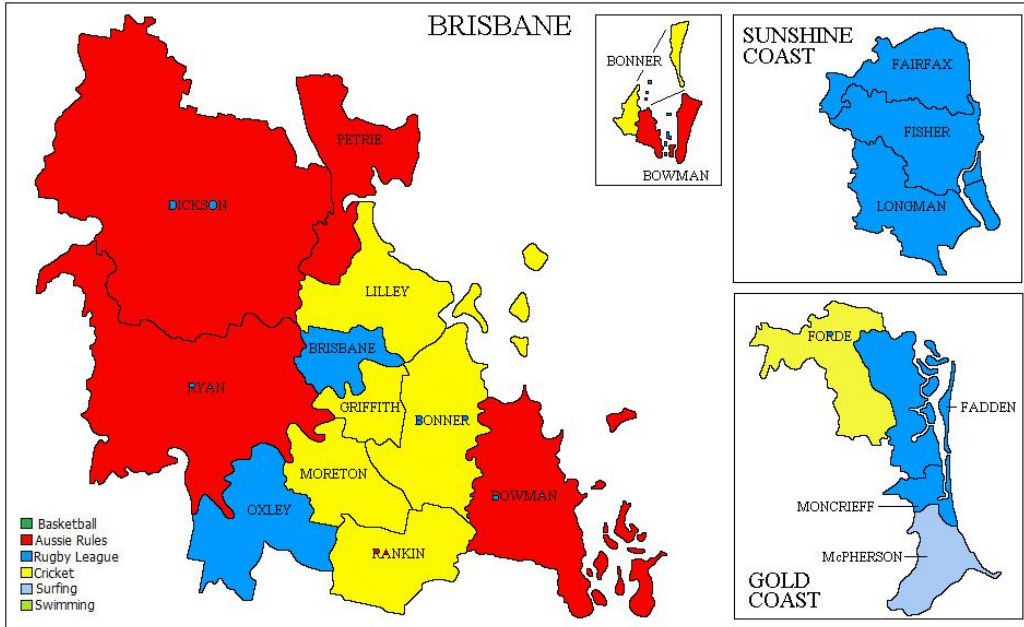 BRISBANE
PETRIE
DICKSON
LILLEY
BRISBANE
RYAN
GRIFFITH
BONNER
MORETON
BOWMAN
OXLEY
RANKIN
Basketball
Aussie Rules
Rugby League
Cricket
Surfing
Swimming
BONNER
BOWMAN
SUNSHINE
COAST
FAIRFAX
FISHER
LONGMAN
FORDE
FADDEN
MONCRIEFF
McPHERSON
GOLD
COAST